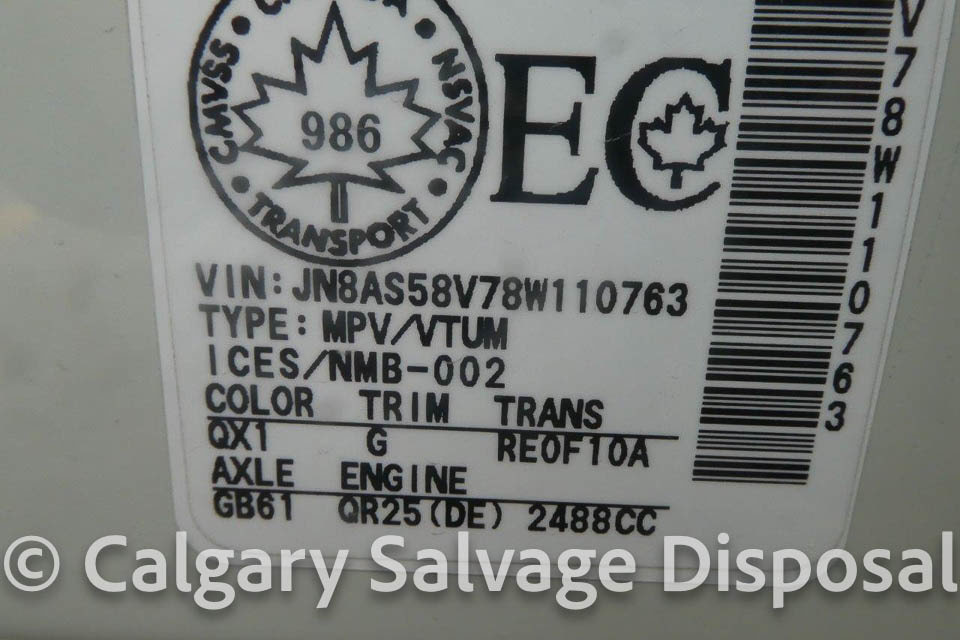 CMVSS
NSVAC
986
TRANSPORT
EC
VIN: JN8AS58V78W110763
TYPE: MPV/VTUM
ICES/NMB-002
COLOR TRIM TRANS
QX1 G RE0F10A
AXLE ENGINE
GB61 QR25(DE) 2488CC
V78W110763
© Calgary Salvage Disposal